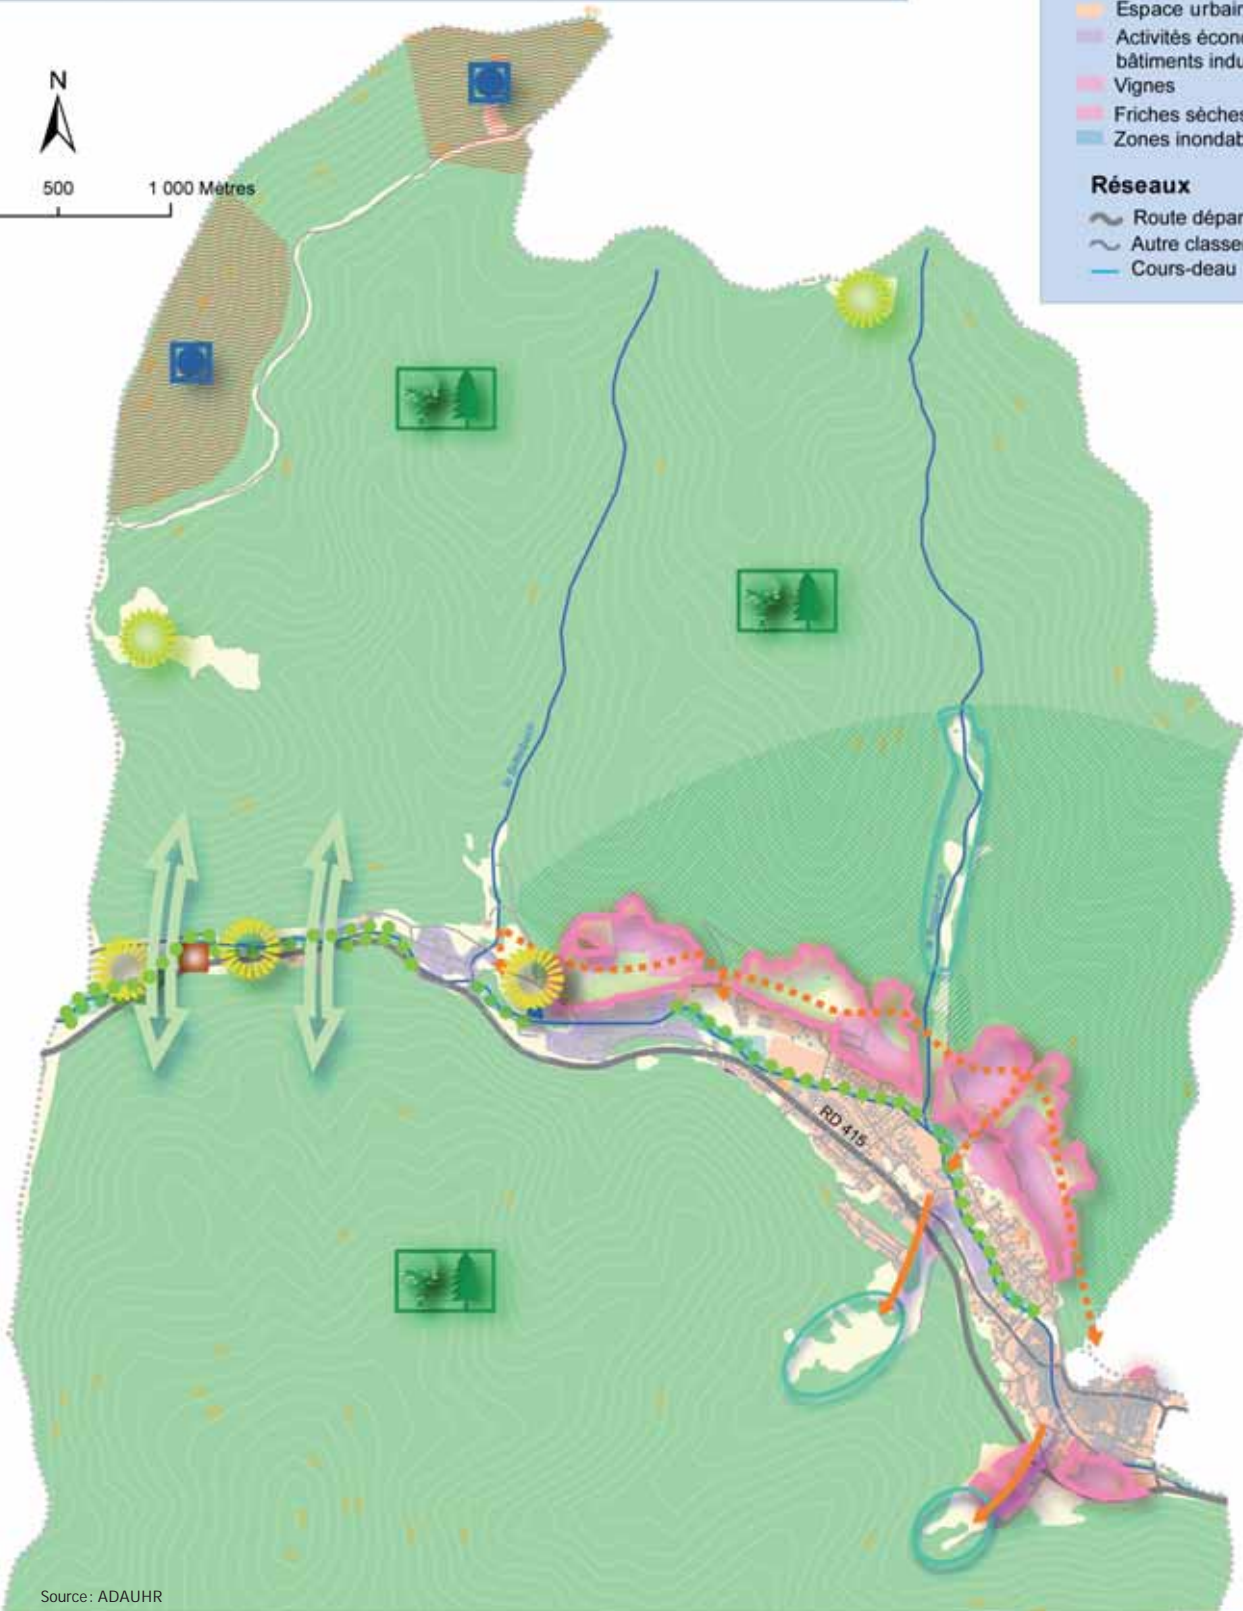 N
500
1 000 Mètres
Espace urbain
Activités écon
bâtiments indu
Vignes
Friches sèches
Zones inondab
Réseaux
Route dépar
Autre classe
Cours-deau
RD 415
Source: ADAUHR